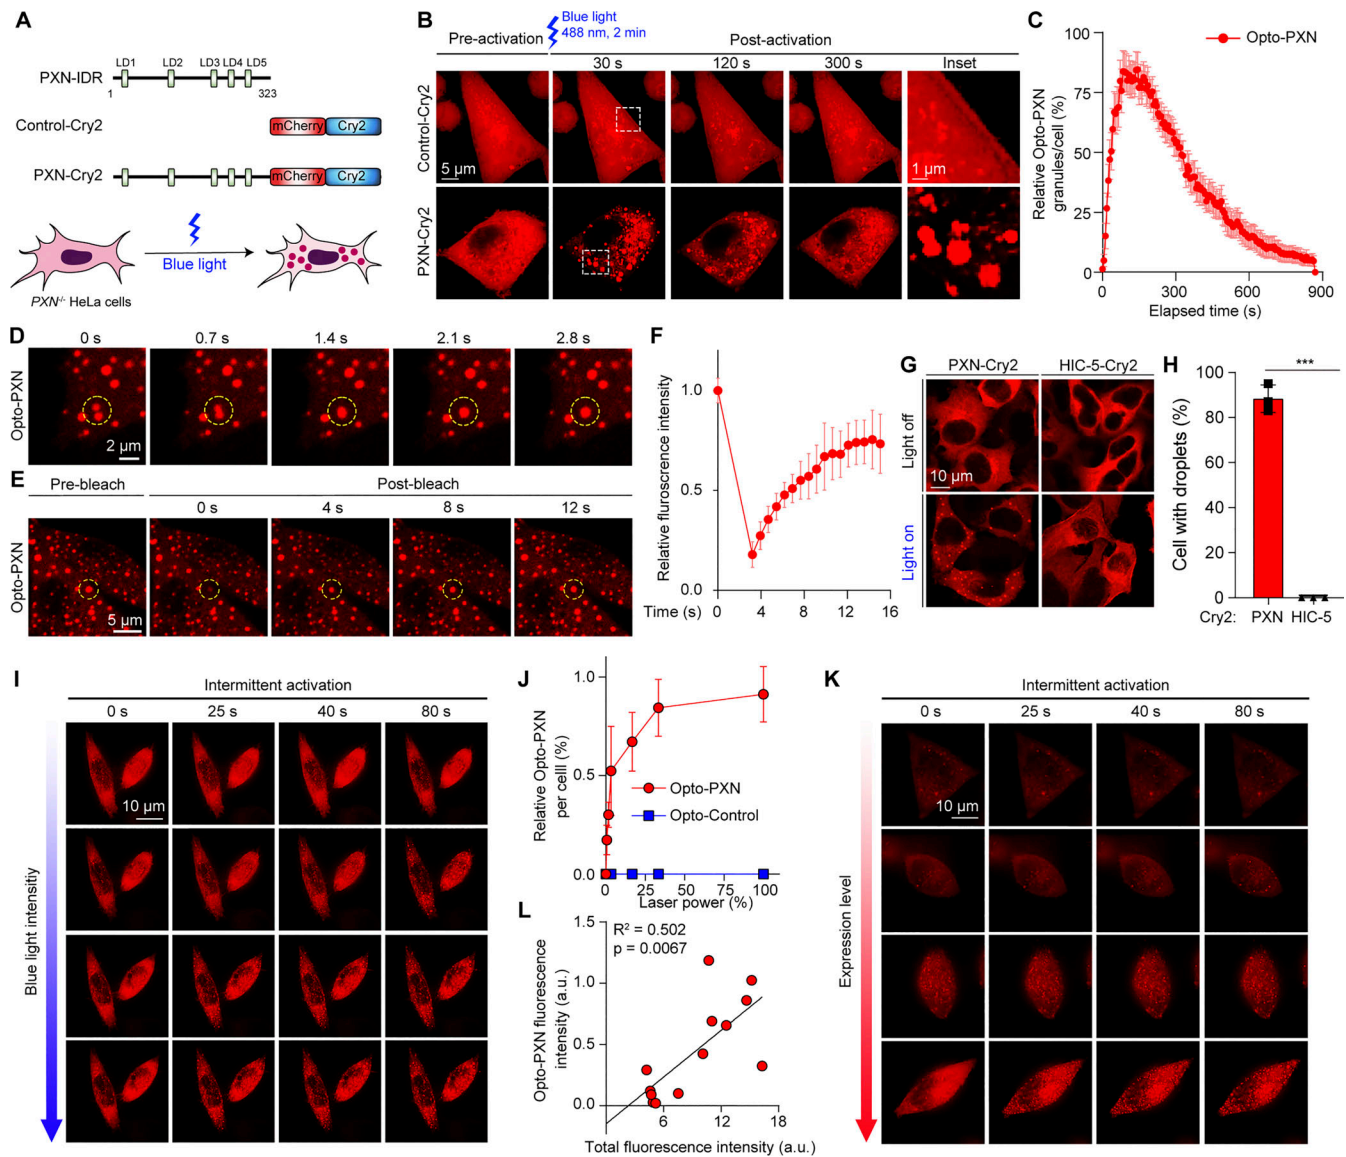 A
PXN-IDR
LD1 LD2 LD3 LD4 LD5
1 323
Control-Cry2
mCherry Cry2
PXN-Cry2
mCherry Cry2
Blue light
PXN-/- HeLa cells
B
Blue light
488 nm, 2 min
Pre-activation Post-activation
30 s 120 s 300 s Inset
Control-Cry2
5 µm 1 µm
PXN-Cry2
C
Relative Opto-PXN
granules/cell (%)
100
75
50
25
0
Opto-PXN
0 300 600 900
Elapsed time (s)
D
0 s 0.7 s 1.4 s 2.1 s 2.8 s
Opto-PXN
2 µm
E
Pre-bleach Post-bleach
0 s 4 s 8 s 12 s
Opto-PXN
5 µm
F
Relative fluroscrence intensity
1.0
0.5
0.0
Time (s) 0 4 8 12 16
G
PXN-Cry2 HIC-5-Cry2
Light off
10 µm
Light on
H
***
Cell with droplets (%)
100
80
60
40
20
0
Cry2: PXN HIC-5
I
Intermittent activation
0 s 25 s 40 s 80 s
10 µm
Blue light intensitiy
J
Relative Opto-PXN
per celll (%)
1.0
0.5
0.0
Opto-PXN
Opto-Control
0 25 50 75 100
Laser power (%)
K
Intermittent activation
0 s 25 s 40 s 80 s
10 µm
Expression level
L
Opto-PXN fluorescence
intensity (a.u.)
1.5
1.0
0.5
0.0
R² = 0.502
p = 0.0067
6 12 18
Total fluorescence intensity (a.u.)